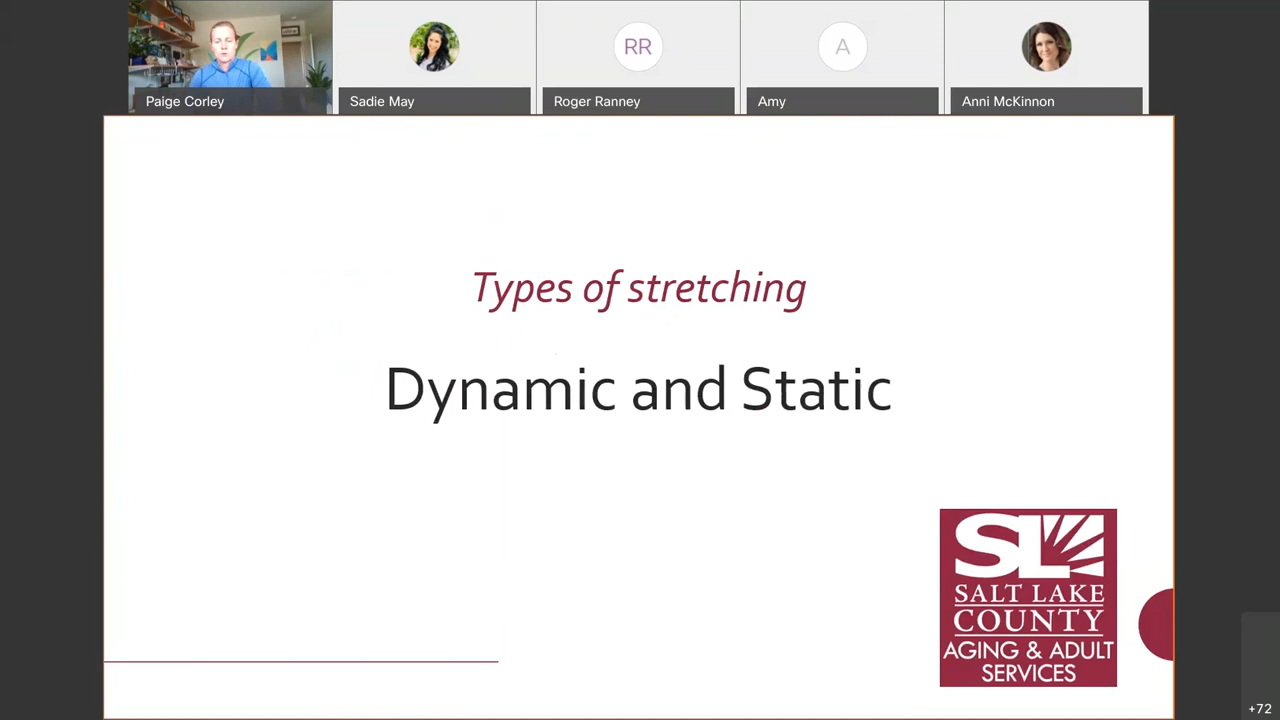 Paige Corley
Sadie May
RR
Roger Ranney
A
Amy
Anni McKinnon
Types of stretching
Dynamic and Static
SL
SALT LAKE
COUNTY
AGING & ADULT
SERVICES
+72